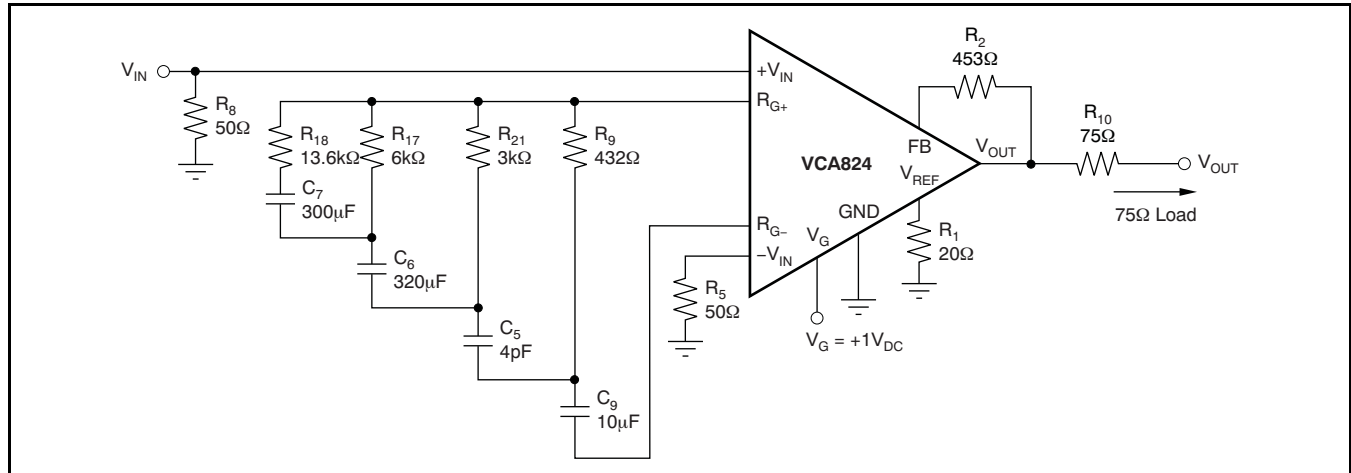 V_IN
R_8
50Ω
R_18
13.6kΩ
C_7
300μF
R_17
6kΩ
C_6
320μF
R_21
3kΩ
C_5
4pF
R_9
432Ω
C_9
10μF
R_5
50Ω
+V_IN
R_G+
R_G−
−V_IN
VCA824
FB
V_OUT
V_REF
GND
V_G
V_G = +1V_DC
R_1
20Ω
R_2
453Ω
R_10
75Ω
V_OUT
75Ω Load